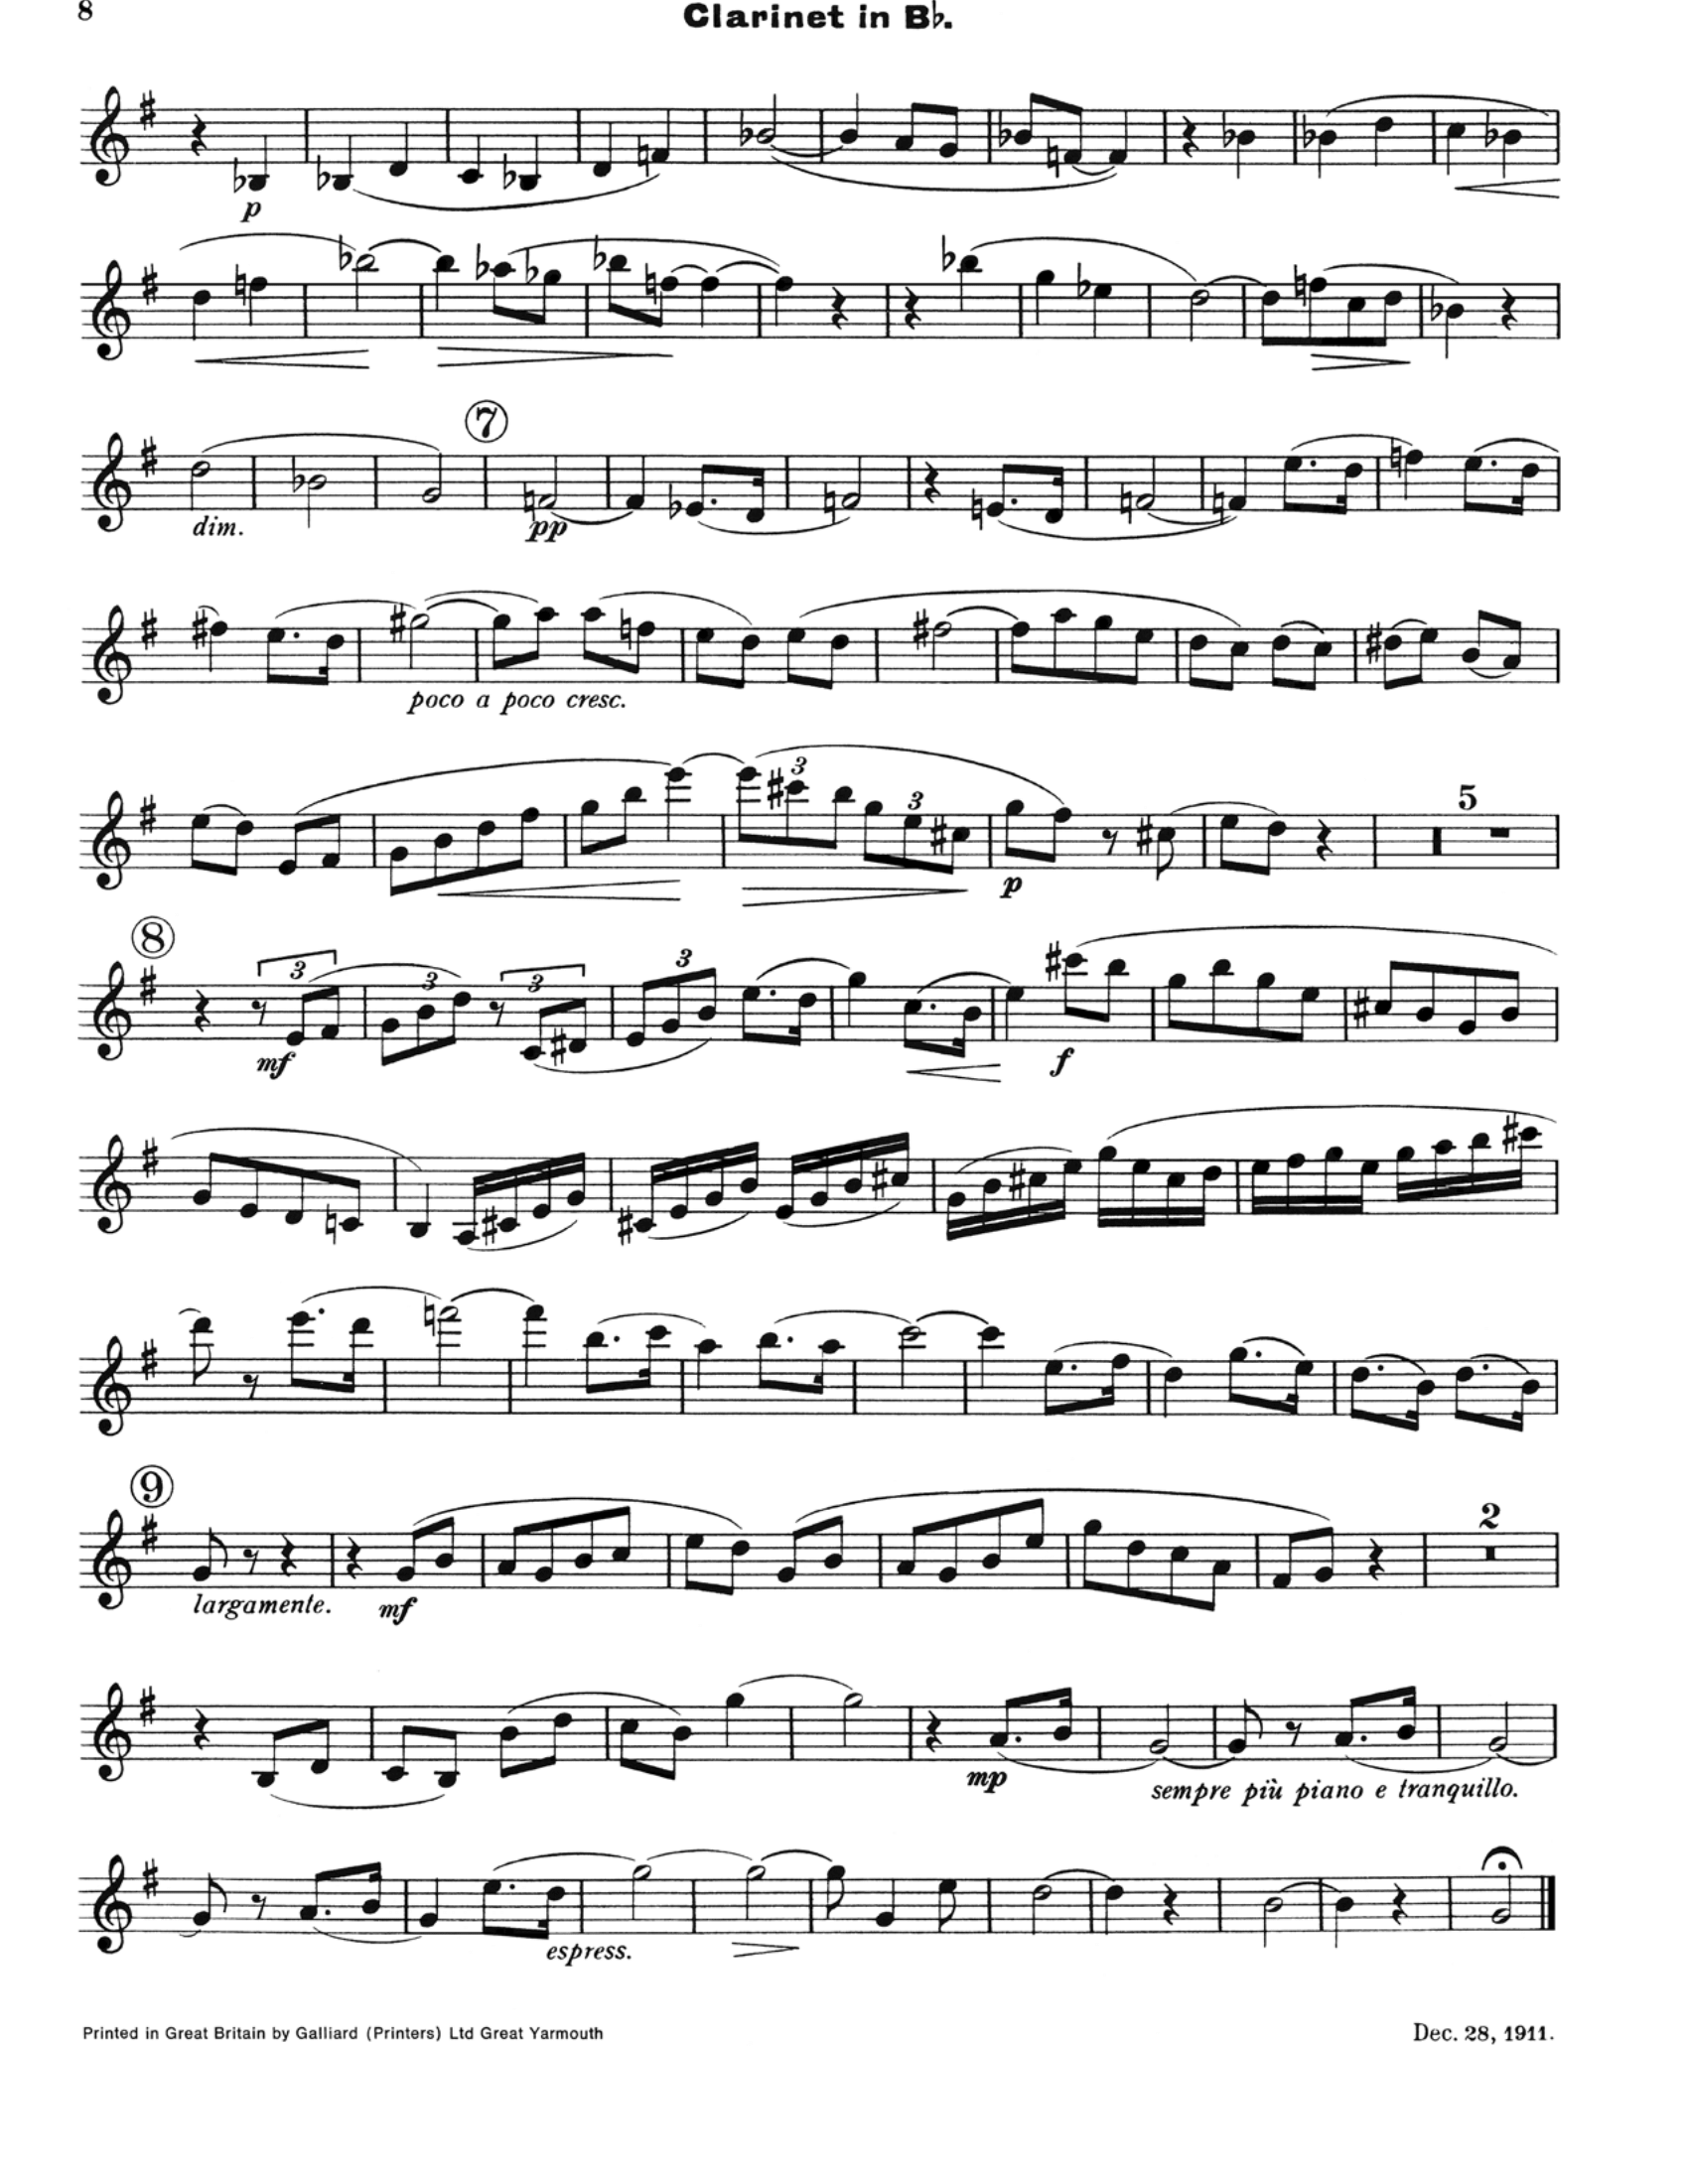 8
Clarinet in B♭.
p
dim.
7
pp
poco a poco cresc.
3
3
p
5
8
3
3
3
3
mf
f
9
largamente.
mf
2
mp
sempre più piano e tranquillo.
espress.
Printed in Great Britain by Galliard (Printers) Ltd Great Yarmouth
Dec. 28, 1911.